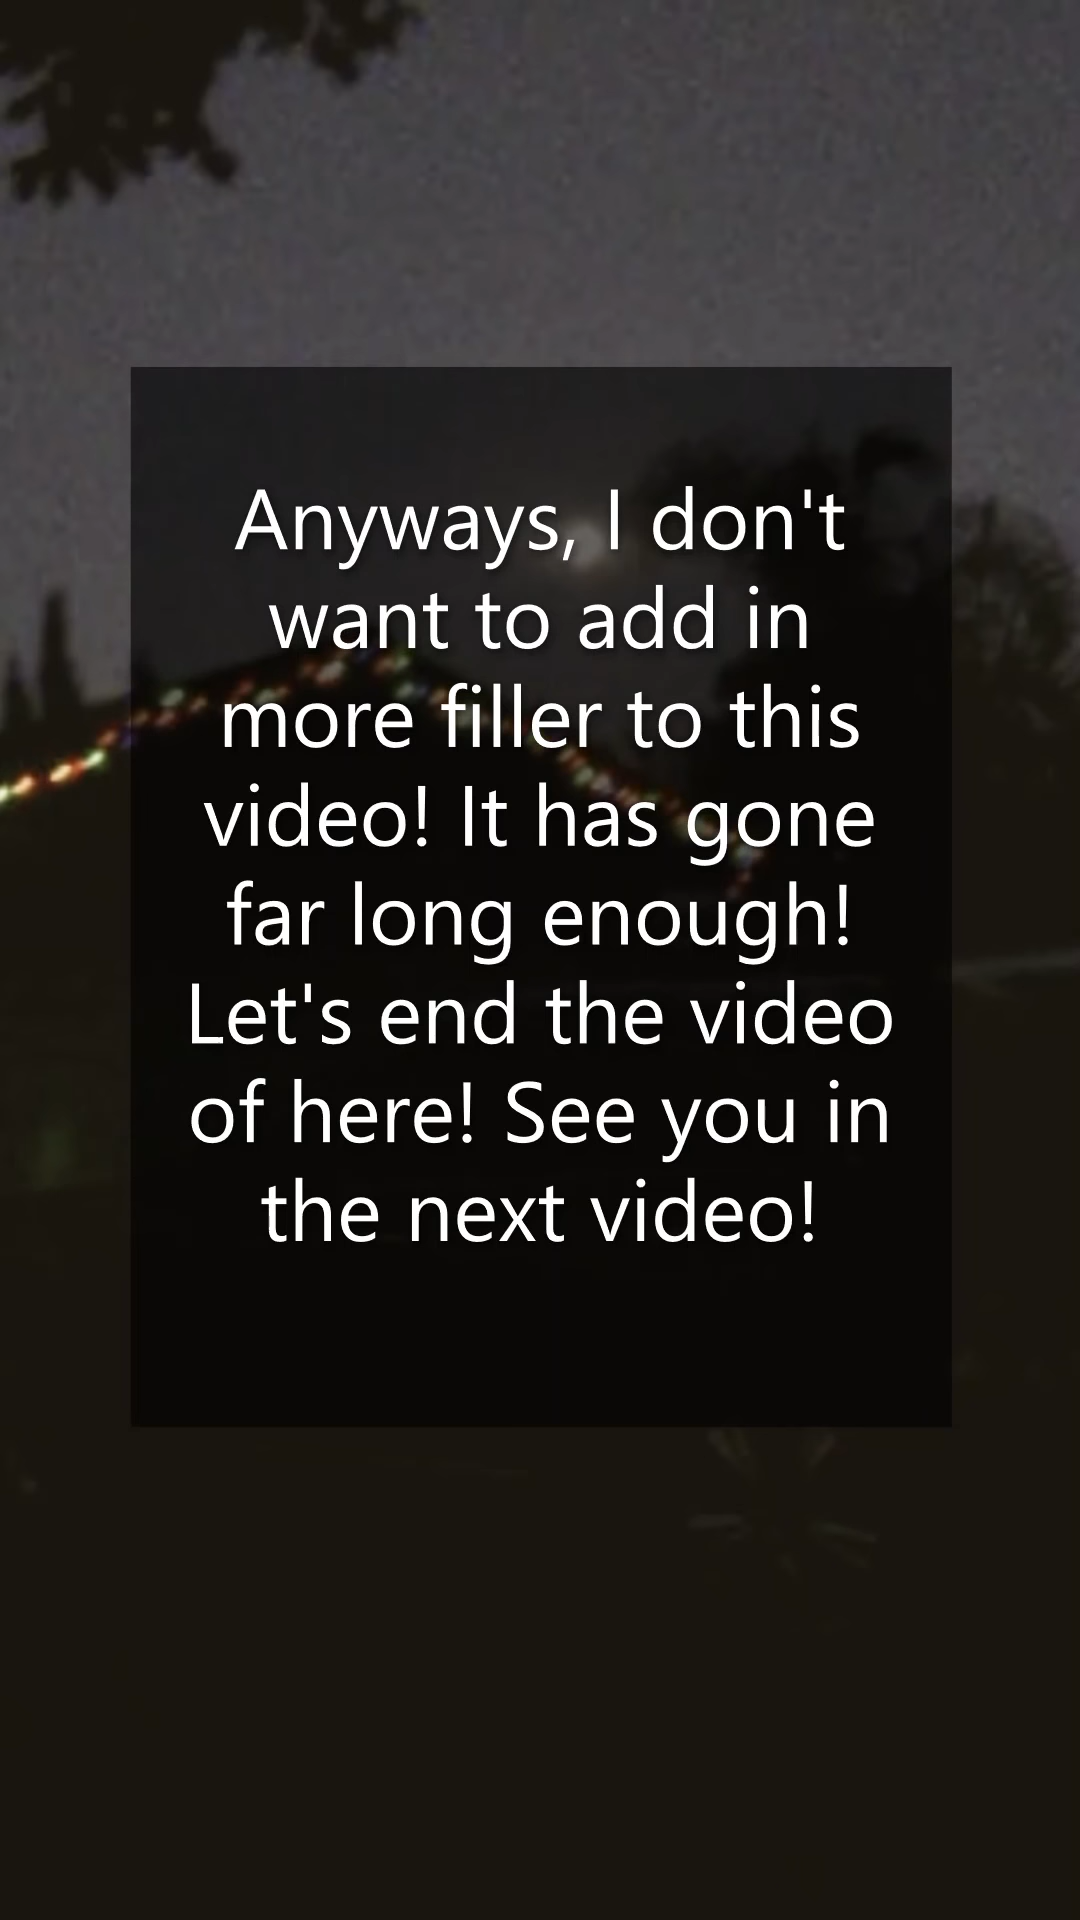 Anyways, I don't
want to add in
more filler to this
video! It has gone
far long enough!
Let's end the video
of here! See you in
the next video!